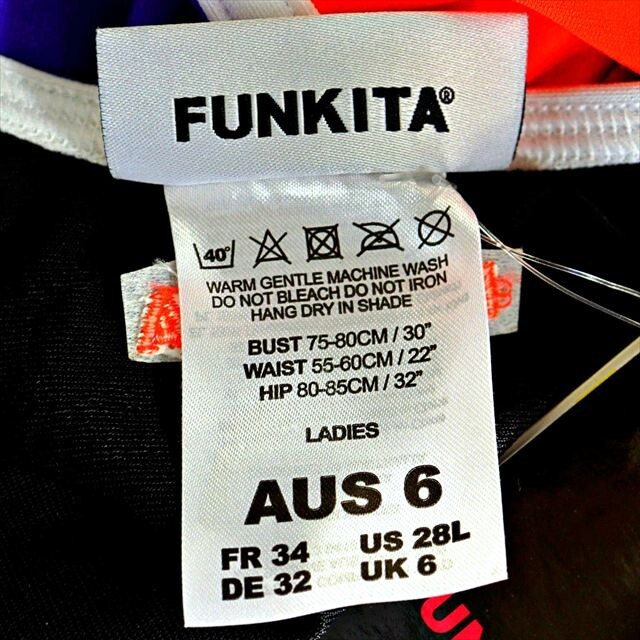 FUNKITA®
40°
WARM GENTLE MACHINE WASH
DO NOT BLEACH DO NOT IRON
HANG DRY IN SHADE
BUST 75-80CM / 30"
WAIST 55-60CM / 22"
HIP 80-85CM / 32"
LADIES
AUS 6
FR 34 US 28L
DE 32 UK 6
UN